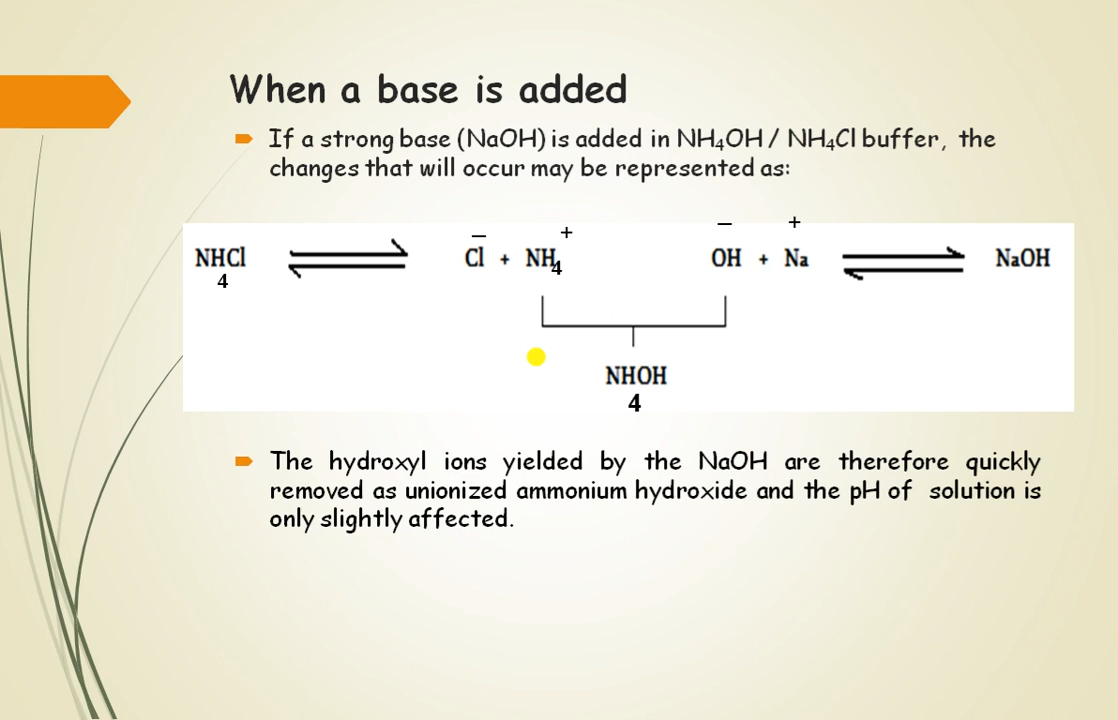 When a base is added
If a strong base (NaOH) is added in NH₄OH / NH₄Cl buffer, the
changes that will occur may be represented as:
NH₄Cl ⇌ Cl⁻ + NH₄⁺ OH⁻ + Na⁺ ⇌ NaOH
NH₄OH
The hydroxyl ions yielded by the NaOH are therefore quickly
removed as unionized ammonium hydroxide and the pH of solution is
only slightly affected.